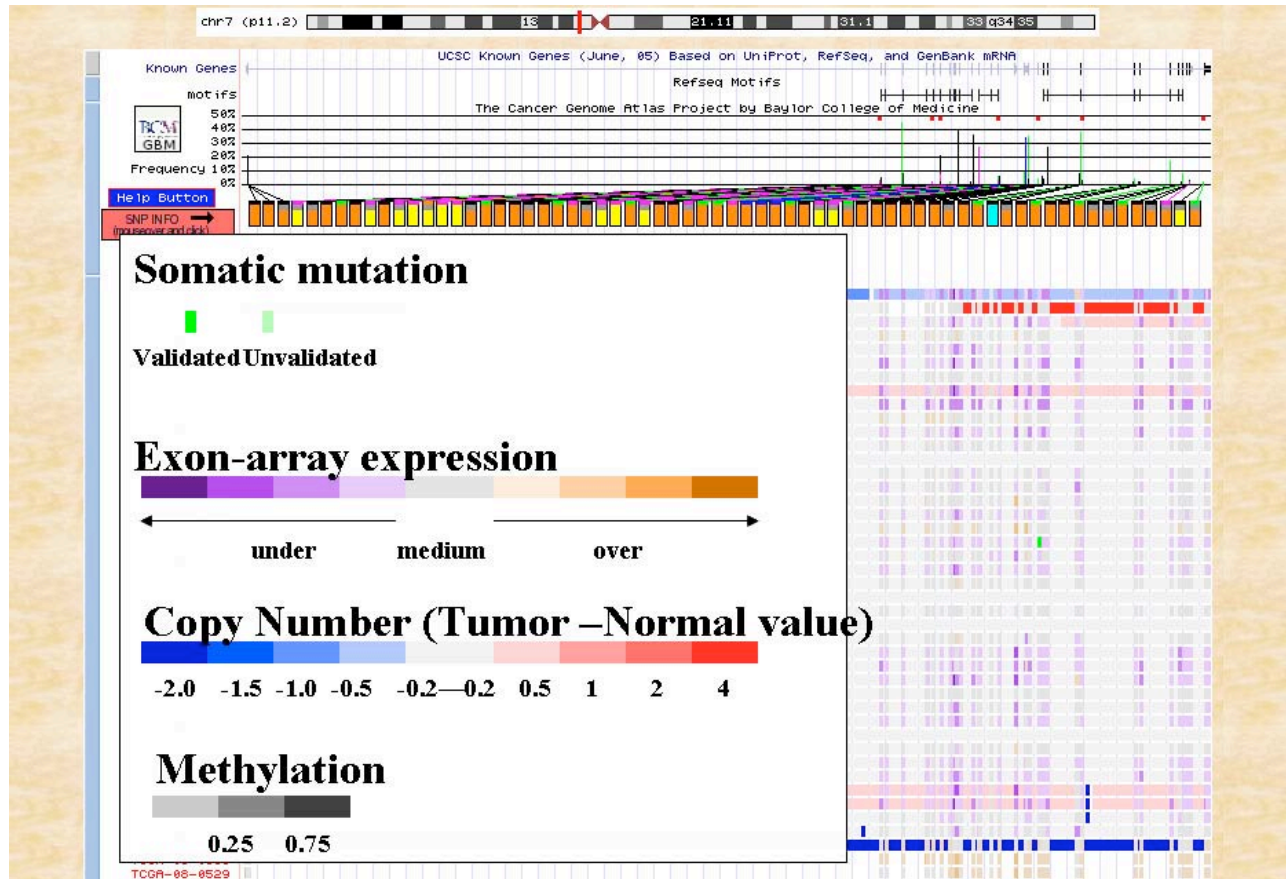 chr7 (p11.2) 13 21.11 31.1 33 q34 35
UCSC Known Genes (June, 05) Based on UniProt, RefSeq, and GenBank mRNA
Known Genes
Refseq Motifs
motifs
The Cancer Genome Atlas Project by Baylor College of Medicine
50%
BCM
GBM
40%
30%
20%
Frequency 10%
0%
Help Button
SNP INFO
(mouseover and click)
Somatic mutation
Validated Unvalidated
Exon-array expression
under medium over
Copy Number (Tumor –Normal value)
-2.0 -1.5 -1.0 -0.5 -0.2—0.2 0.5 1 2 4
Methylation
0.25 0.75
TCGA-08-0529